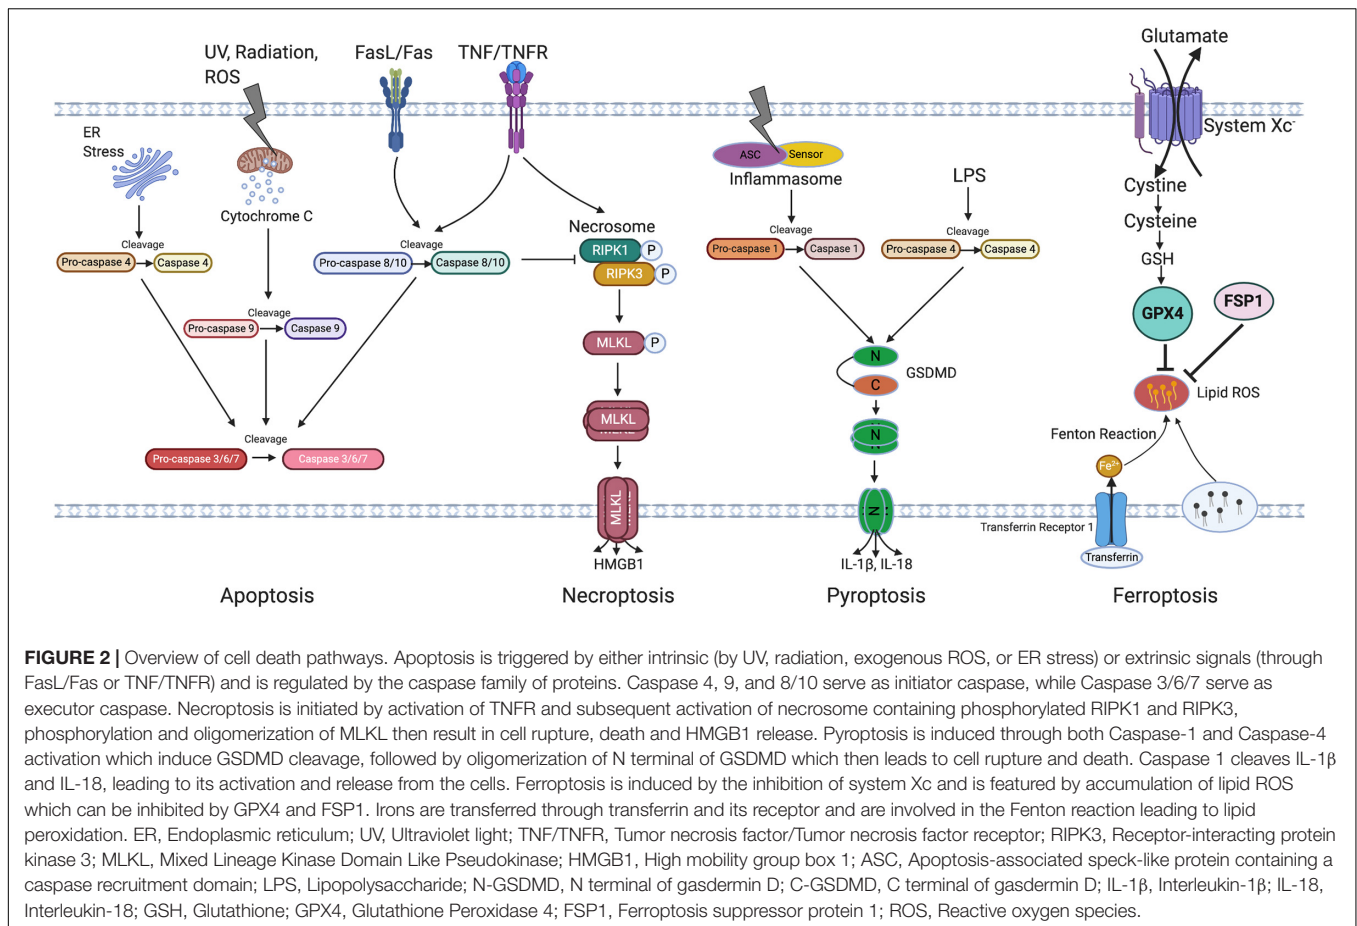 UV, Radiation,
ROS
FasL/Fas
TNF/TNFR
Glutamate
System Xc-
ER
Stress
Cytochrome C
Cleavage
Pro-caspase 4
Caspase 4
Cleavage
Pro-caspase 9
Caspase 9
Cleavage
Pro-caspase 8/10
Caspase 8/10
Cleavage
Pro-caspase 3/6/7
Caspase 3/6/7
Necrosome
RIPK1
P
RIPK3
P
MLKL
P
MLKL
MLKL
HMGB1
ASC
Sensor
Inflammasome
Cleavage
Pro-caspase 1
Caspase 1
LPS
Cleavage
Pro-caspase 4
Caspase 4
N
C
GSDMD
N
N
N
IL-1β, IL-18
Cystine
Cysteine
GSH
GPX4
FSP1
Lipid ROS
Fenton Reaction
Fe2+
Transferrin Receptor 1
Transferrin
Apoptosis
Necroptosis
Pyroptosis
Ferroptosis
FIGURE 2 | Overview of cell death pathways. Apoptosis is triggered by either intrinsic (by UV, radiation, exogenous ROS, or ER stress) or extrinsic signals (through
FasL/Fas or TNF/TNFR) and is regulated by the caspase family of proteins. Caspase 4, 9, and 8/10 serve as initiator caspase, while Caspase 3/6/7 serve as
executor caspase. Necroptosis is initiated by activation of TNFR and subsequent activation of necrosome containing phosphorylated RIPK1 and RIPK3,
phosphorylation and oligomerization of MLKL then result in cell rupture, death and HMGB1 release. Pyroptosis is induced through both Caspase-1 and Caspase-4
activation which induce GSDMD cleavage, followed by oligomerization of N terminal of GSDMD which then leads to cell rupture and death. Caspase 1 cleaves IL-1β
and IL-18, leading to its activation and release from the cells. Ferroptosis is induced by the inhibition of system Xc and is featured by accumulation of lipid ROS
which can be inhibited by GPX4 and FSP1. Irons are transferred through transferrin and its receptor and are involved in the Fenton reaction leading to lipid
peroxidation. ER, Endoplasmic reticulum; UV, Ultraviolet light; TNF/TNFR, Tumor necrosis factor/Tumor necrosis factor receptor; RIPK3, Receptor-interacting protein
kinase 3; MLKL, Mixed Lineage Kinase Domain Like Pseudokinase; HMGB1, High mobility group box 1; ASC, Apoptosis-associated speck-like protein containing a
caspase recruitment domain; LPS, Lipopolysaccharide; N-GSDMD, N terminal of gasdermin D; C-GSDMD, C terminal of gasdermin D; IL-1β, Interleukin-1β; IL-18,
Interleukin-18; GSH, Glutathione; GPX4, Glutathione Peroxidase 4; FSP1, Ferroptosis suppressor protein 1; ROS, Reactive oxygen species.